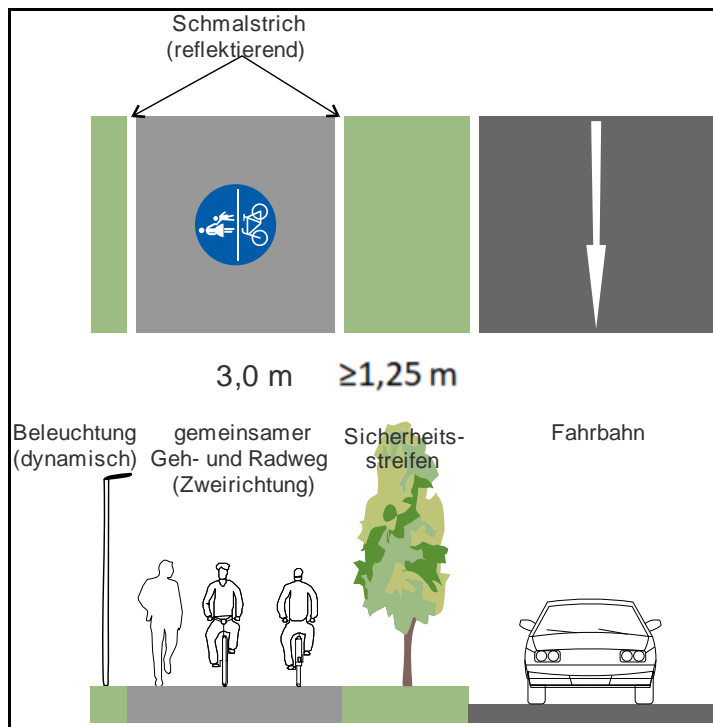 Schmalstrich
(reflektierend)
3,0 m
≥1,25 m
Beleuchtung
(dynamisch)
gemeinsamer
Geh- und Radweg
(Zweirichtung)
Sicherheits-
streifen
Fahrbahn